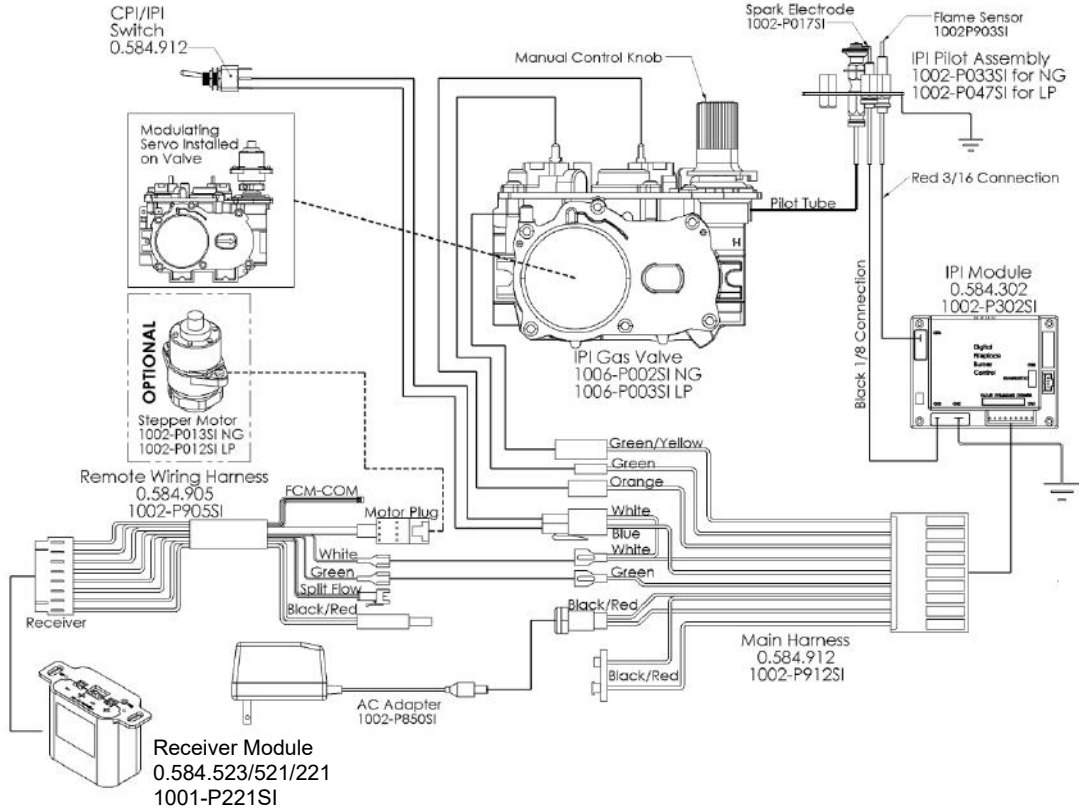 CPI/IPI
Switch
0.584.912
Spark Electrode
1002-P017SI
Flame Sensor
1002P903SI
Manual Control Knob
IPI Pilot Assembly
1002-P033SI for NG
1002-P047SI for LP
Modulating
Servo Installed
on Valve
Red 3/16 Connection
Pilot Tube
H
IPI Module
0.584.302
1002-P302SI
Black 1/8 Connection
Digital
Fireplace
Burner
Control
OPTIONAL
Stepper Motor
1002-P013SI NG
1002-P012SI LP
IPI Gas Valve
1006-P002SI NG
1006-P003SI LP
Green/Yellow
Green
Orange
Remote Wiring Harness
0.584.905
1002-P905SI
FCM-COM
Motor Plug
White
Blue
White
White
Green
Green
Split Flow
Black/Red
Black/Red
Receiver
Main Harness
0.584.912
1002-P912SI
Black/Red
AC Adapter
1002-P850SI
Receiver Module
0.584.523/521/221
1001-P221SI